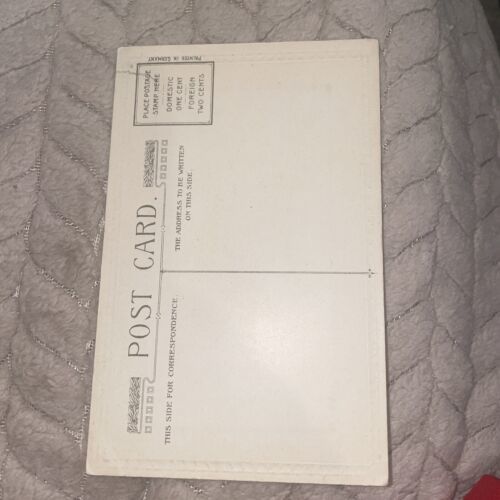 PRINTED IN GERMANY
PLACE POSTAGE
STAMP HERE
DOMESTIC
ONE CENT
FOREIGN
TWO CENTS
POST CARD.
THIS SIDE FOR CORRESPONDENCE.
THE ADDRESS TO BE WRITTEN
ON THIS SIDE.